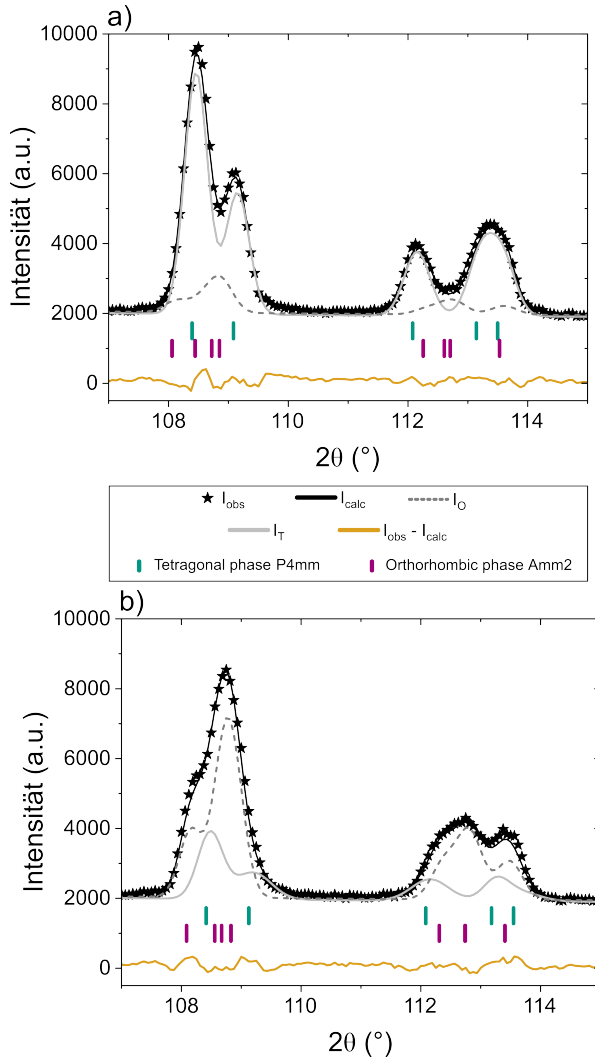 a)
10000
8000
6000
4000
2000
0
Intensität (a.u.)
108 110 112 114
2θ (°)
I_obs I_calc I_O
I_T I_obs - I_calc
Tetragonal phase P4mm Orthorhombic phase Amm2
b)
10000
8000
6000
4000
2000
0
Intensität (a.u.)
108 110 112 114
2θ (°)